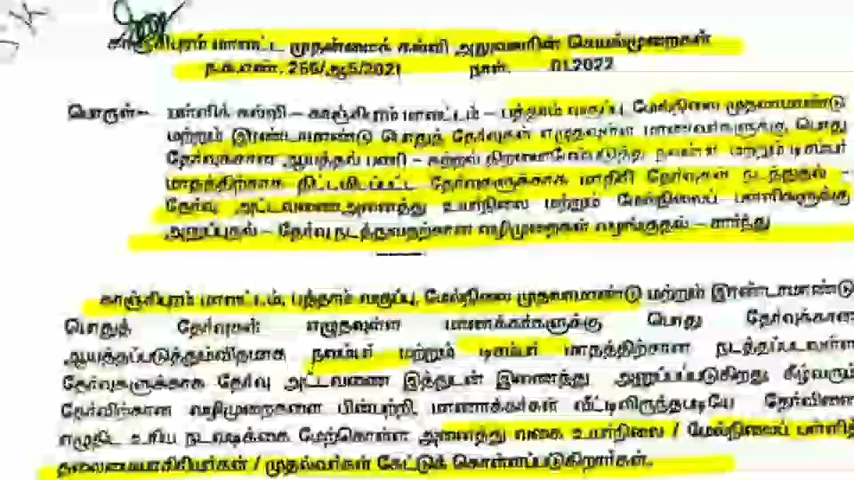 காஞ்சிபுரம் மாவட்ட முதன்மைக் கல்வி அலுவலரின் செயல்முறைகள்
ந.க.எண். 266/ஆ5/2021 நாள். .01.2022
பொருள்:- பள்ளிக் கல்வி – காஞ்சிபுரம் மாவட்டம் – பத்தாம் வகுப்பு, மேல்நிலை முதலாமாண்டு
மற்றும் இரண்டாமாண்டு பொதுத் தேர்வுகள் எழுதவுள்ள மாணவர்களுக்கு பொது
தேர்வுக்கான ஆயத்தப் பணி – கற்றல் திறனை மேம்படுத்த நவம்பர் மற்றும் டிசம்பர்
மாதத்திற்காக திட்டமிடப்பட்ட தேர்வுகளுக்காக மாதிரி தேர்வுகள் நடத்துதல் –
தேர்வு அட்டவணை அனைத்து உயர்நிலை மற்றும் மேல்நிலைப் பள்ளிகளுக்கு
அனுப்புதல் – தேர்வு நடத்துவதற்கான வழிமுறைகள் வழங்குதல் – சார்ந்து
காஞ்சிபுரம் மாவட்டம், பத்தாம் வகுப்பு, மேல்நிலை முதலாமாண்டு மற்றும் இரண்டாமாண்டு
பொதுத் தேர்வுகள் எழுதவுள்ள மாணாக்கர்களுக்கு பொது தேர்வுக்கான
ஆயத்தப்படுத்தும்விதமாக நவம்பர் மற்றும் டிசம்பர் மாதத்திற்கான நடத்தப்படவுள்ள
தேர்வுகளுக்காக தேர்வு அட்டவணை இத்துடன் இணைத்து அனுப்பப்படுகிறது. கீழ்வரும்
தேர்விற்கான வழிமுறைகளை பின்பற்றி, மாணாக்கர்கள் வீட்டிலிருந்தபடியே தேர்வினை
எழுதிட உரிய நடவடிக்கை மேற்கொள்ள அனைத்து வகை உயர்நிலை / மேல்நிலைப் பள்ளித்
தலைமையாசிரியர்கள் / முதல்வர்கள் கேட்டுக் கொள்ளப்படுகிறார்கள்.